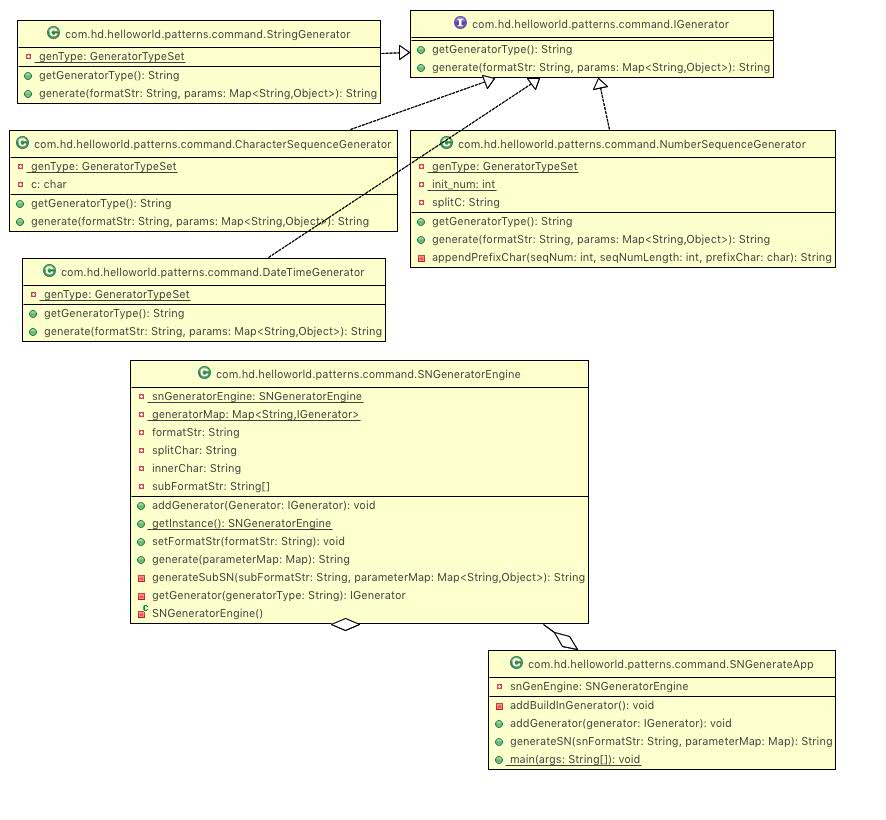 com.hd.helloworld.patterns.command.StringGenerator
genType: GeneratorTypeSet
getGeneratorType(): String
generate(formatStr: String, params: Map<String,Object>): String
com.hd.helloworld.patterns.command.IGenerator
getGeneratorType(): String
generate(formatStr: String, params: Map<String,Object>): String
com.hd.helloworld.patterns.command.CharacterSequenceGenerator
genType: GeneratorTypeSet
c: char
getGeneratorType(): String
generate(formatStr: String, params: Map<String,Object>): String
com.hd.helloworld.patterns.command.NumberSequenceGenerator
genType: GeneratorTypeSet
init_num: int
splitC: String
getGeneratorType(): String
generate(formatStr: String, params: Map<String,Object>): String
appendPrefixChar(seqNum: int, seqNumLength: int, prefixChar: char): String
com.hd.helloworld.patterns.command.DateTimeGenerator
genType: GeneratorTypeSet
getGeneratorType(): String
generate(formatStr: String, params: Map<String,Object>): String
com.hd.helloworld.patterns.command.SNGeneratorEngine
snGeneratorEngine: SNGeneratorEngine
generatorMap: Map<String,IGenerator>
formatStr: String
splitChar: String
innerChar: String
subFormatStr: String[]
addGenerator(Generator: IGenerator): void
getInstance(): SNGeneratorEngine
setFormatStr(formatStr: String): void
generate(parameterMap: Map): String
generateSubSN(subFormatStr: String, parameterMap: Map<String,Object>): String
getGenerator(generatorType: String): IGenerator
SNGeneratorEngine()
com.hd.helloworld.patterns.command.SNGenerateApp
snGenEngine: SNGeneratorEngine
addBuildInGenerator(): void
addGenerator(generator: IGenerator): void
generateSN(snFormatStr: String, parameterMap: Map): String
main(args: String[]): void